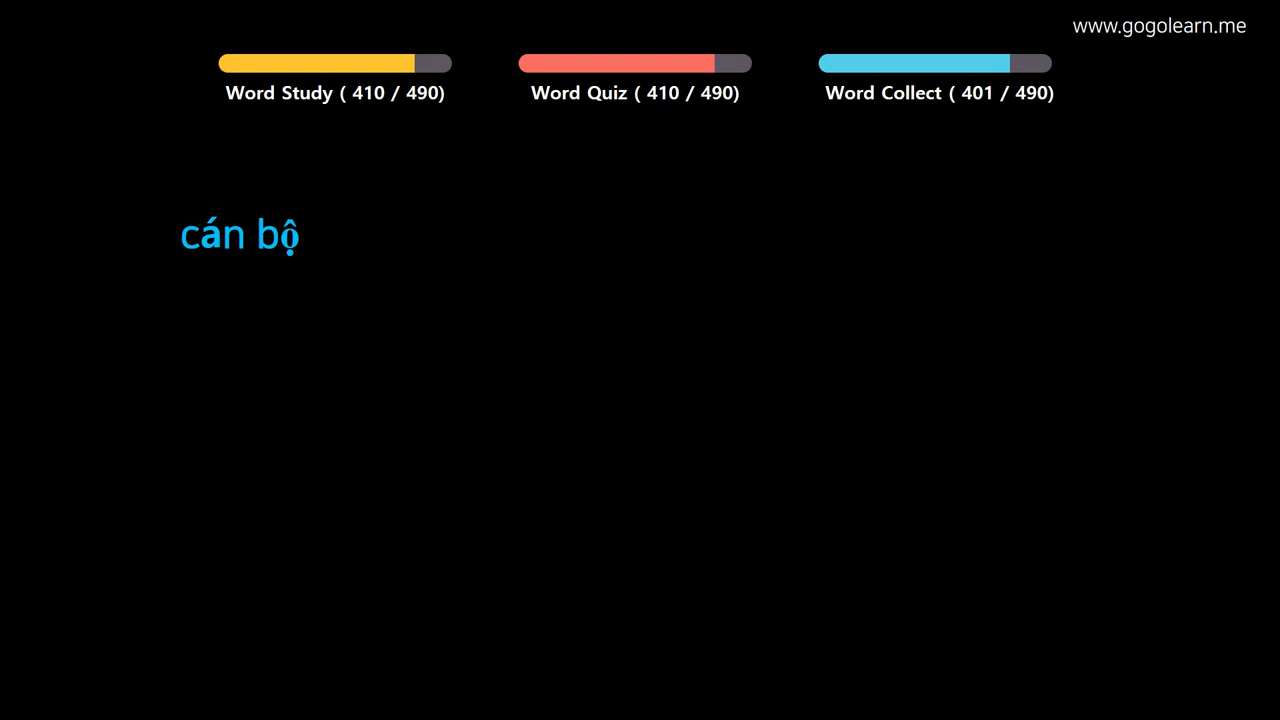 www.gogolearn.me
Word Study ( 410 / 490)
Word Quiz ( 410 / 490)
Word Collect ( 401 / 490)
cán bộ